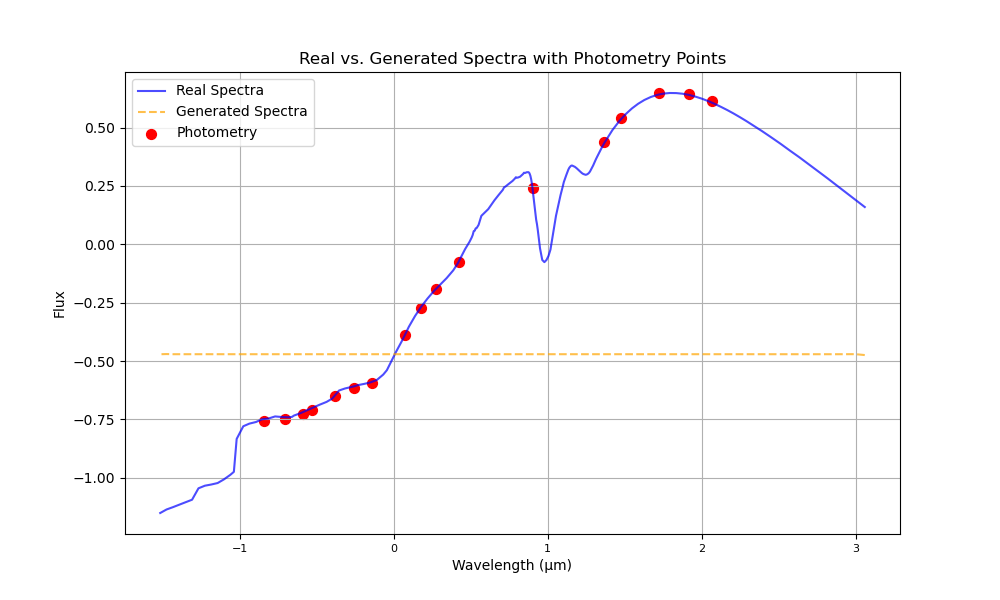 Real vs. Generated Spectra with Photometry Points
Real Spectra
Generated Spectra
Photometry
Flux
0.50
0.25
0.00
−0.25
−0.50
−0.75
−1.00
−1
0
1
2
3
Wavelength (μm)